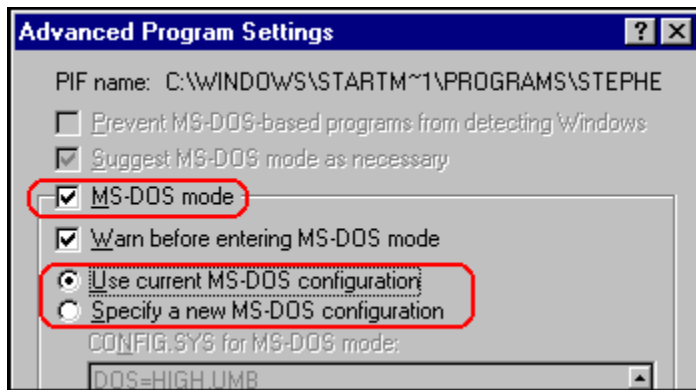 Advanced Program Settings
PIF name: C:\WINDOWS\STARTM~1\PROGRAMS\STEPHE
Prevent MS-DOS-based programs from detecting Windows
Suggest MS-DOS mode as necessary
MS-DOS mode
Warn before entering MS-DOS mode
Use current MS-DOS configuration
Specify a new MS-DOS configuration
CONFIG.SYS for MS-DOS mode:
DOS=HIGH,UMB